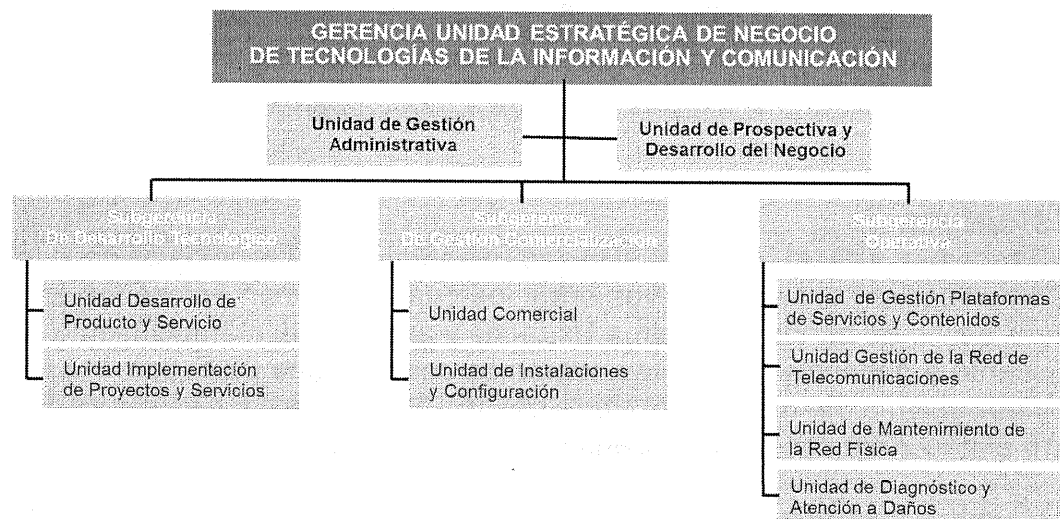 GERENCIA UNIDAD ESTRATÉGICA DE NEGOCIO
DE TECNOLOGÍAS DE LA INFORMACIÓN Y COMUNICACIÓN
Unidad de Gestión
Administrativa
Unidad de Prospectiva y
Desarrollo del Negocio
Subgerencia
De Desarrollo Tecnológico
Unidad Desarrollo de
Producto y Servicio
Unidad Implementación
de Proyectos y Servicios
Subgerencia
De Gestión Comercialización
Unidad Comercial
Unidad de Instalaciones
y Configuración
Subgerencia
Operativa
Unidad de Gestión Plataformas
de Servicios y Contenidos
Unidad Gestión de la Red de
Telecomunicaciones
Unidad de Mantenimiento de
la Red Física
Unidad de Diagnóstico y
Atención a Daños